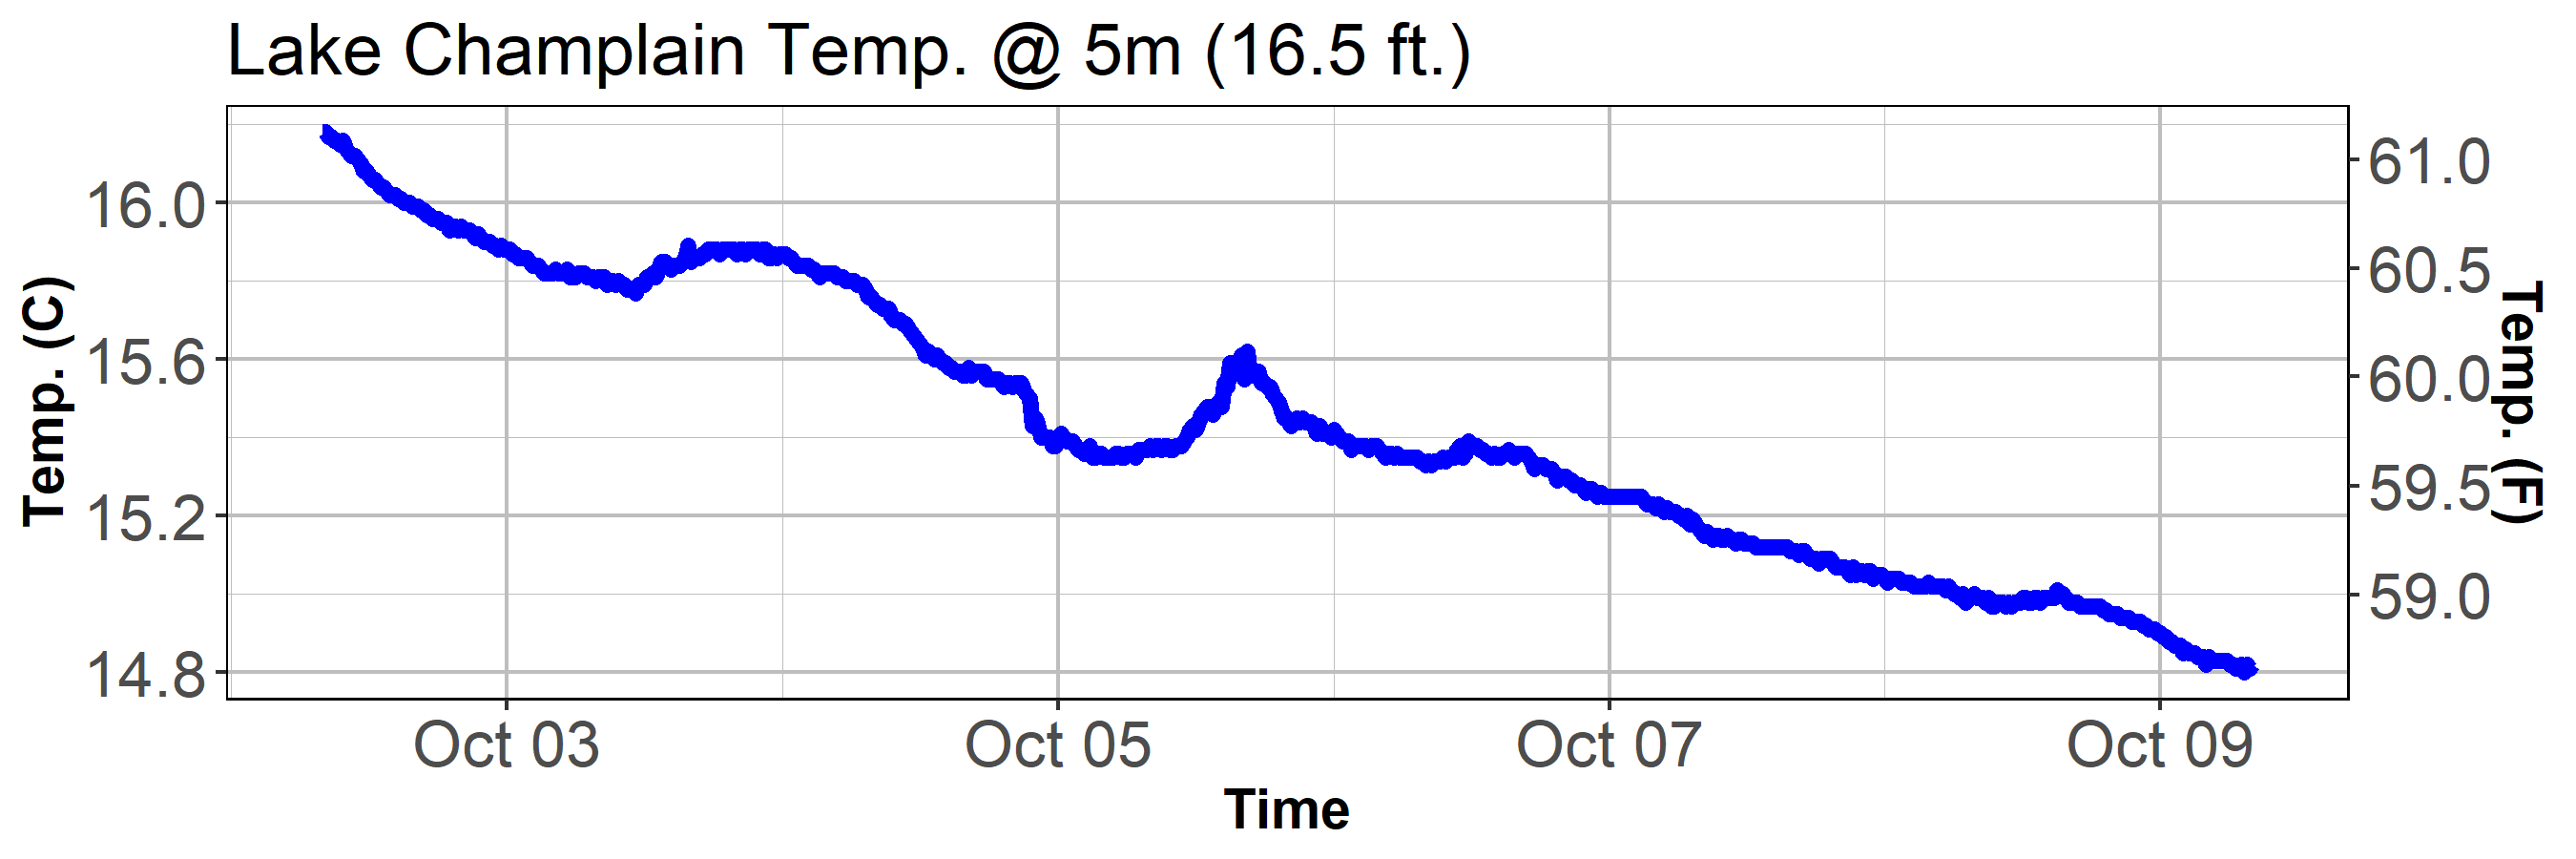 Lake Champlain Temp. @ 5m (16.5 ft.)
Temp. (C)
16.0
15.6
15.2
14.8
61.0
60.5
60.0
59.5
59.0
Temp. (F)
Oct 03
Oct 05
Oct 07
Oct 09
Time